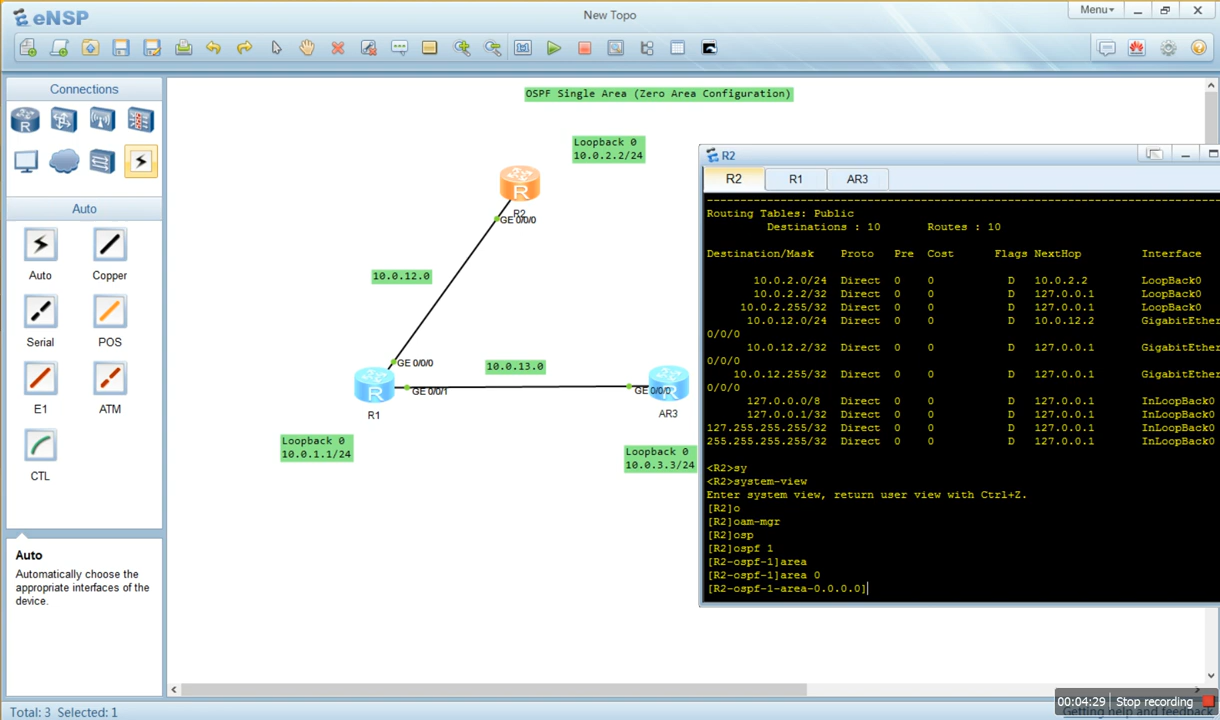 eNSP
New Topo
Menu
Connections
Auto
Auto
Copper
Serial
POS
E1
ATM
CTL
Auto
Automatically choose the
appropriate interfaces of the
device.
OSPF Single Area (Zero Area Configuration)
Loopback 0
10.0.2.2/24
R
R2
GE 0/0/0
10.0.12.0
GE 0/0/0
10.0.13.0
R
GE 0/0/1
R1
GE 0/0/0
R
AR3
Loopback 0
10.0.1.1/24
Loopback 0
10.0.3.3/24
R2
R2 R1 AR3
Routing Tables: Public
Destinations : 10 Routes : 10
Destination/Mask Proto Pre Cost Flags NextHop Interface
10.0.2.0/24 Direct 0 0 D 10.0.2.2 LoopBack0
10.0.2.2/32 Direct 0 0 D 127.0.0.1 LoopBack0
10.0.2.255/32 Direct 0 0 D 127.0.0.1 LoopBack0
10.0.12.0/24 Direct 0 0 D 10.0.12.2 GigabitEther
0/0/0
10.0.12.2/32 Direct 0 0 D 127.0.0.1 GigabitEther
0/0/0
10.0.12.255/32 Direct 0 0 D 127.0.0.1 GigabitEther
0/0/0
127.0.0.0/8 Direct 0 0 D 127.0.0.1 InLoopBack0
127.0.0.1/32 Direct 0 0 D 127.0.0.1 InLoopBack0
127.255.255.255/32 Direct 0 0 D 127.0.0.1 InLoopBack0
255.255.255.255/32 Direct 0 0 D 127.0.0.1 InLoopBack0
<R2>sy
<R2>system-view
Enter system view, return user view with Ctrl+Z.
[R2]o
[R2]oam-mgr
[R2]osp
[R2]ospf 1
[R2-ospf-1]area
[R2-ospf-1]area 0
[R2-ospf-1-area-0.0.0.0]
00:04:29 Stop recording
Total: 3 Selected: 1
Getting help and feedback